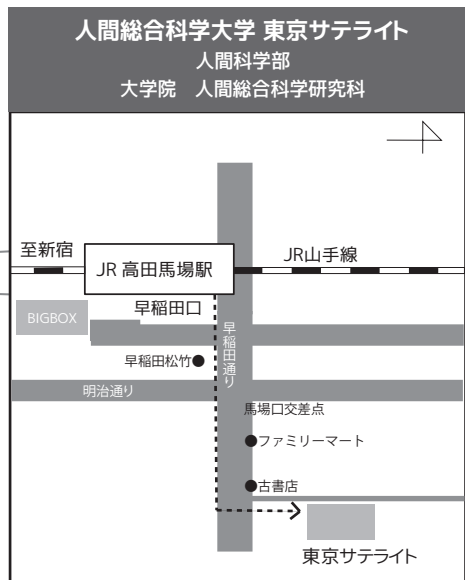 人間総合科学大学 東京サテライト
人間科学部
大学院　人間総合科学研究科
至新宿
JR 高田馬場駅
JR山手線
BIGBOX
早稲田口
早稲田通り
早稲田松竹●
明治通り
馬場口交差点
●ファミリーマート
●古書店
東京サテライト